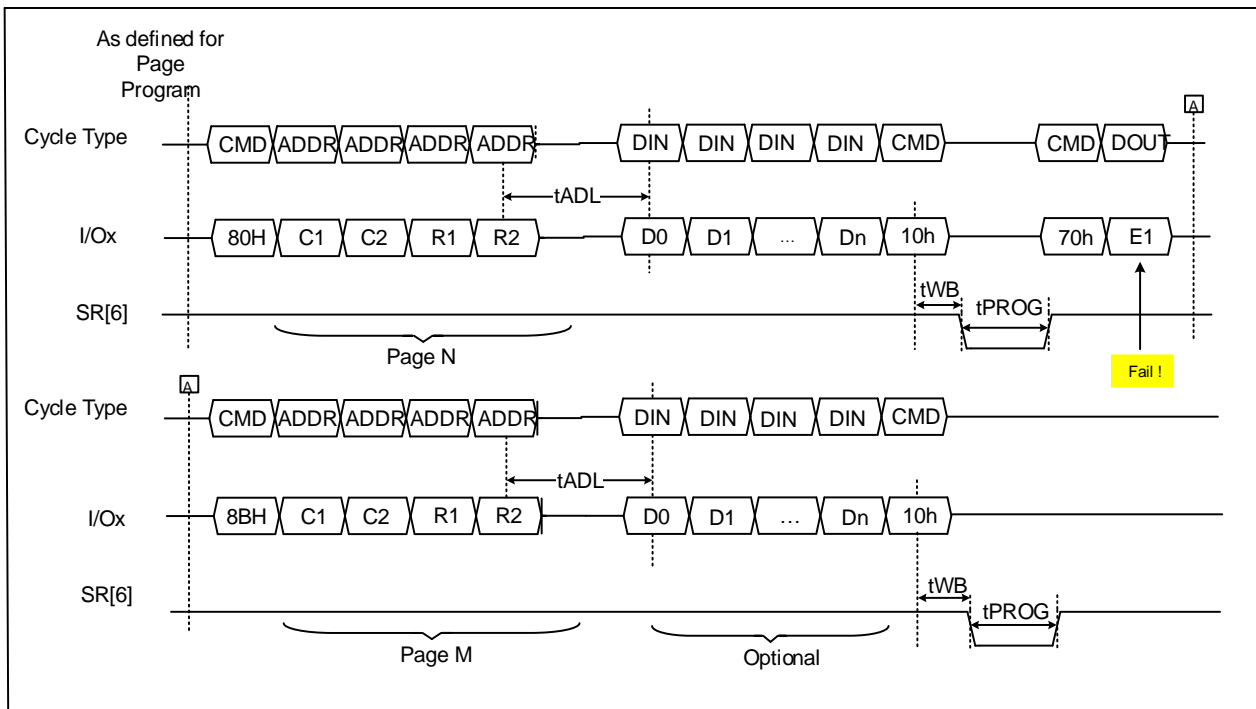 As defined for
Page
Program
A
Cycle Type CMD ADDR ADDR ADDR ADDR DIN DIN DIN DIN CMD CMD DOUT
tADL
I/Ox 80H C1 C2 R1 R2 D0 D1 ... Dn 10h 70h E1
tWB
SR[6] tPROG
Page N
Fail !
A
Cycle Type CMD ADDR ADDR ADDR ADDR DIN DIN DIN DIN CMD
tADL
I/Ox 8BH C1 C2 R1 R2 D0 D1 ... Dn 10h
SR[6] tWB
tPROG
Page M Optional